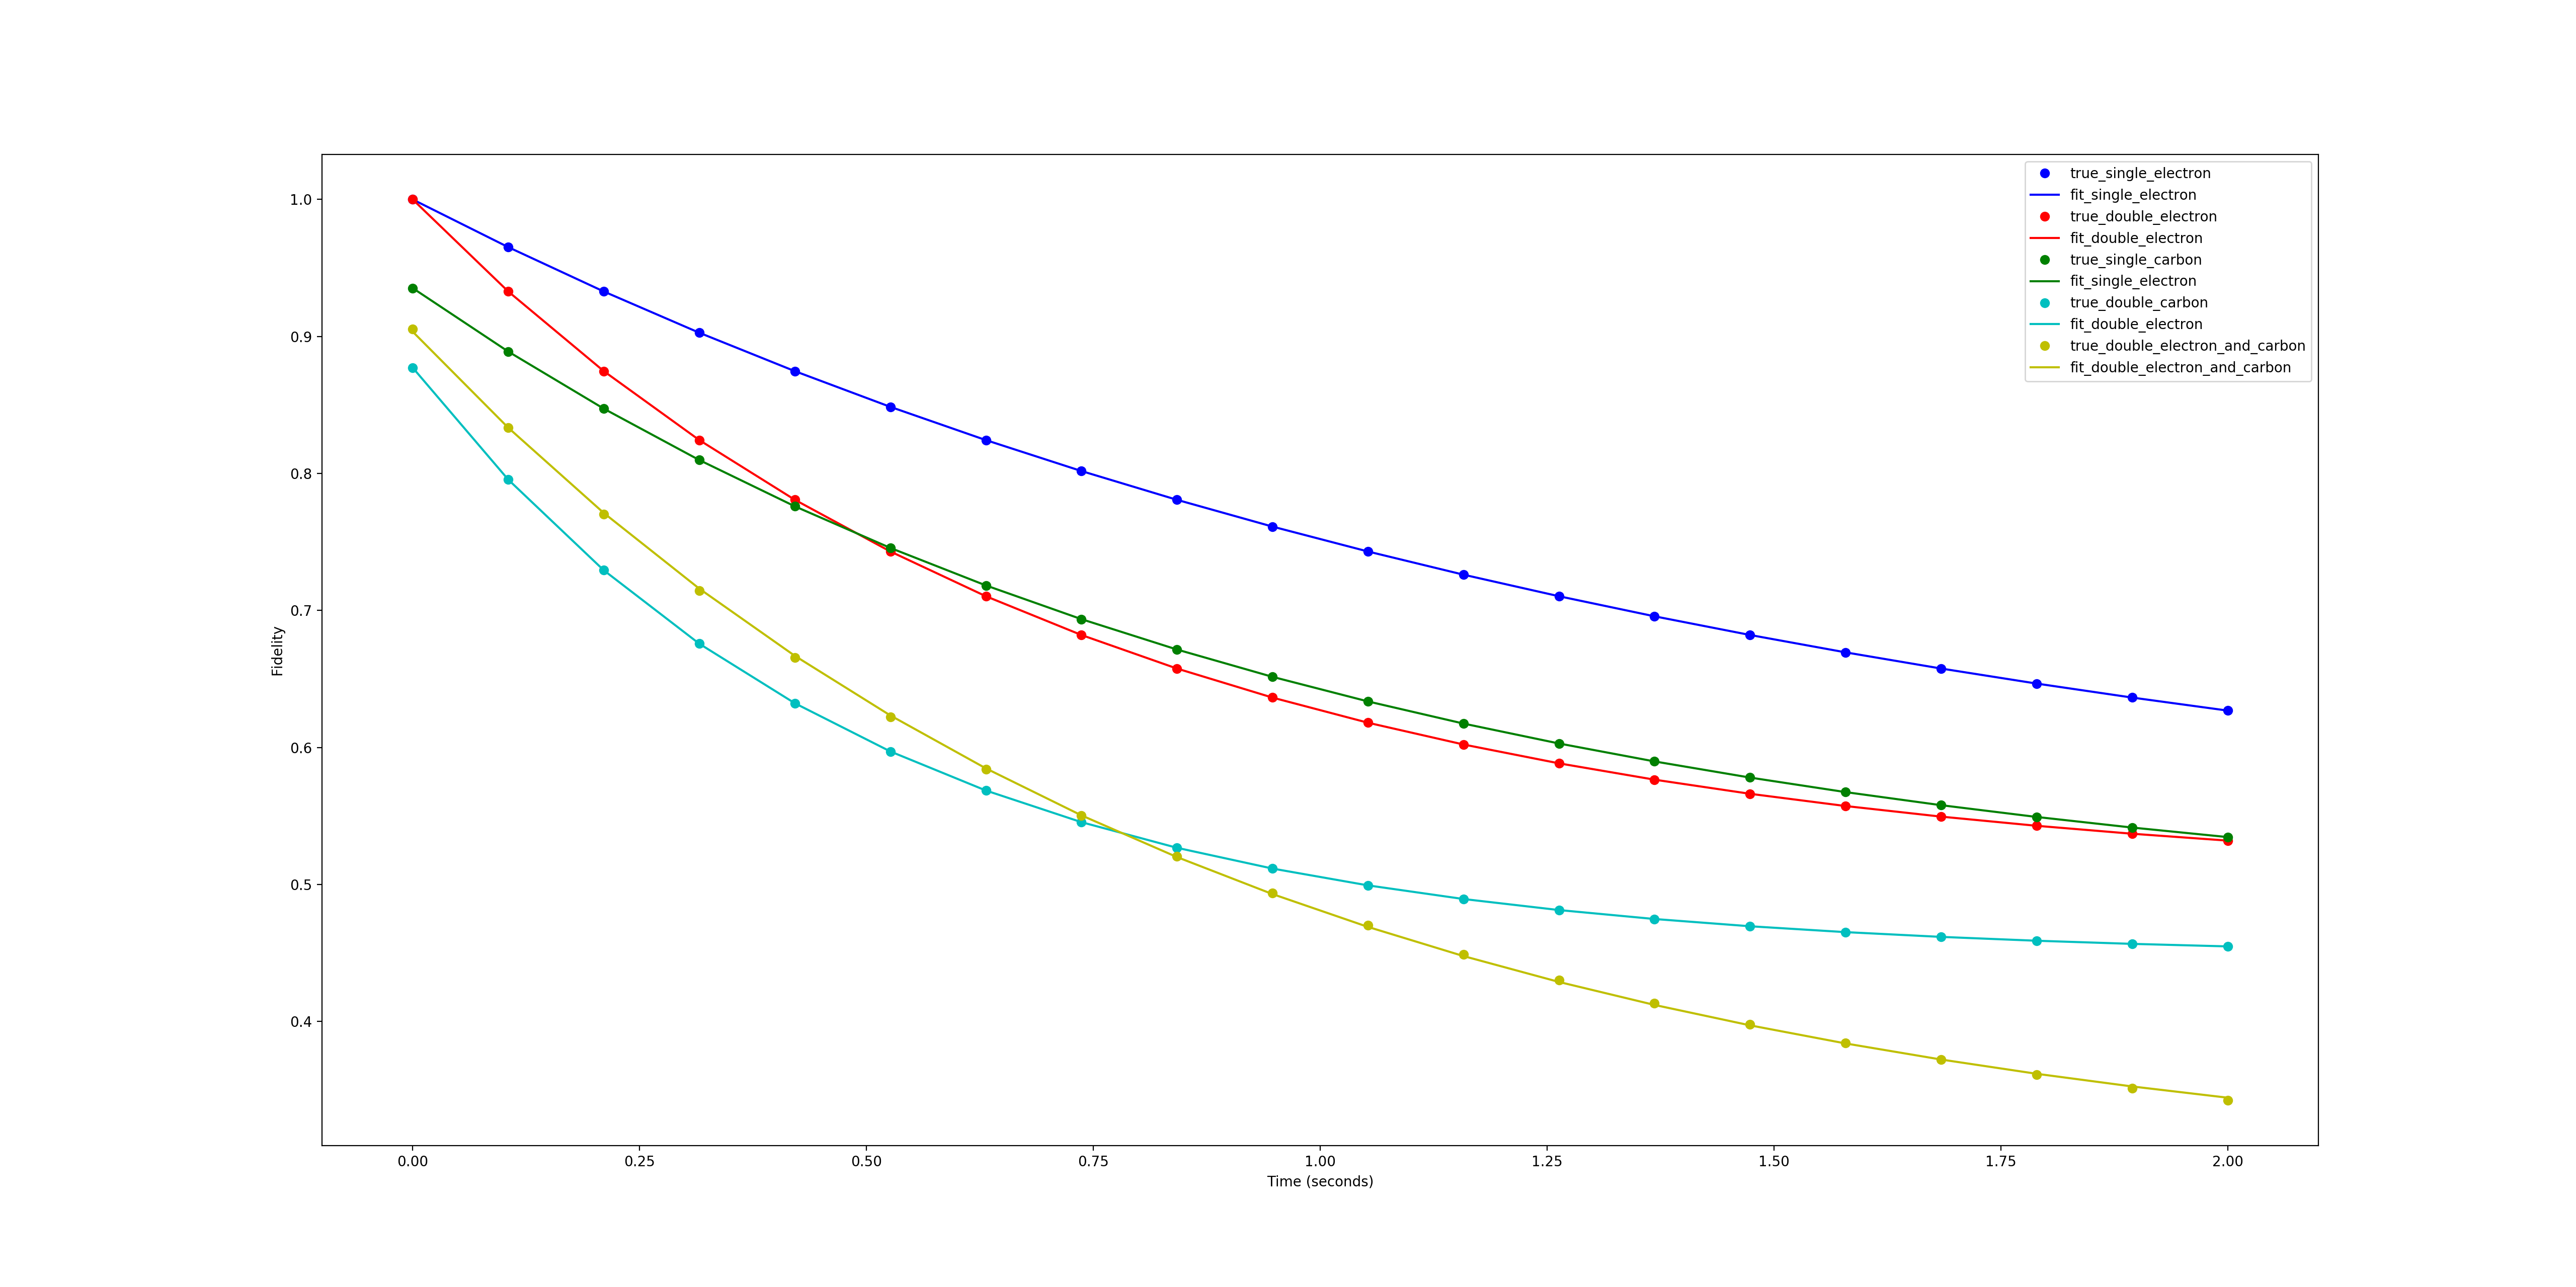 true_single_electron
fit_single_electron
true_double_electron
fit_double_electron
true_single_carbon
fit_single_electron
true_double_carbon
fit_double_electron
true_double_electron_and_carbon
fit_double_electron_and_carbon
1.0
0.9
0.8
0.7
0.6
0.5
0.4
Fidelity
0.00 0.25 0.50 0.75 1.00 1.25 1.50 1.75 2.00
Time (seconds)